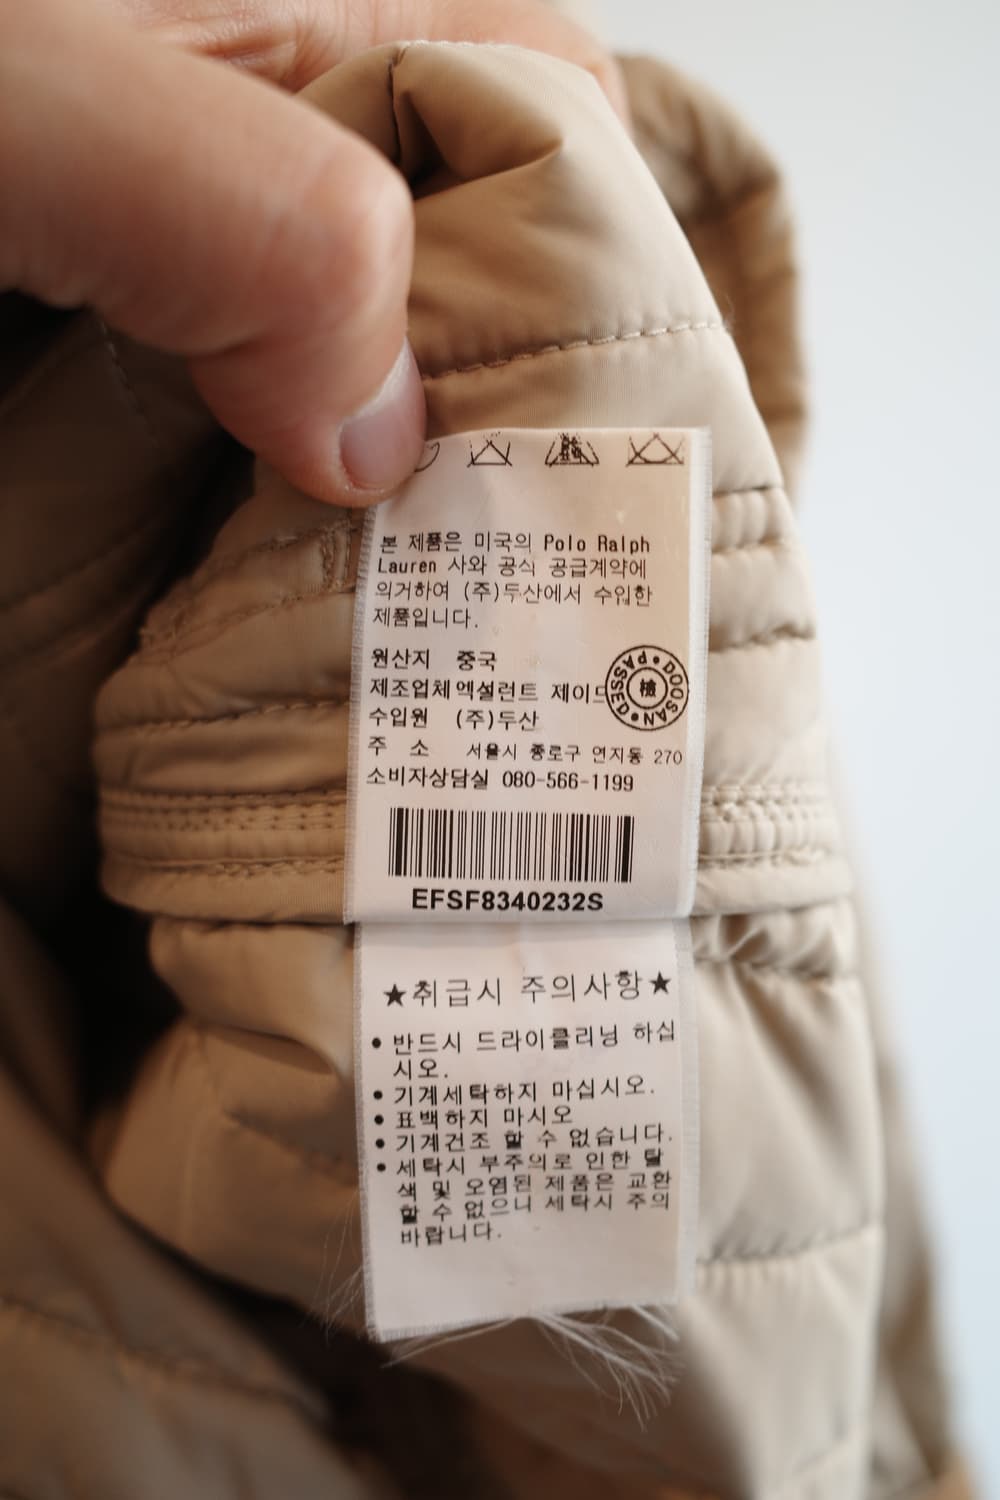 본 제품은 미국의 Polo Ralph
Lauren 사와 공식 공급계약에
의거하여 (주)두산에서 수입한
제품입니다.
원산지 중국
제조업체 엑설런트 제이드
수입원 (주)두산
주 소 서울시 종로구 연지동 270
소비자상담실 080-566-1199
DOOSAN PASSED
檢
EFSF8340232S
★취급시 주의사항★
• 반드시 드라이클리닝 하십
시오.
• 기계세탁하지 마십시오.
• 표백하지 마시오
• 기계건조 할 수 없습니다.
• 세탁시 부주의로 인한 탈
색 및 오염된 제품은 교환
할 수 없으니 세탁시 주의
바랍니다.